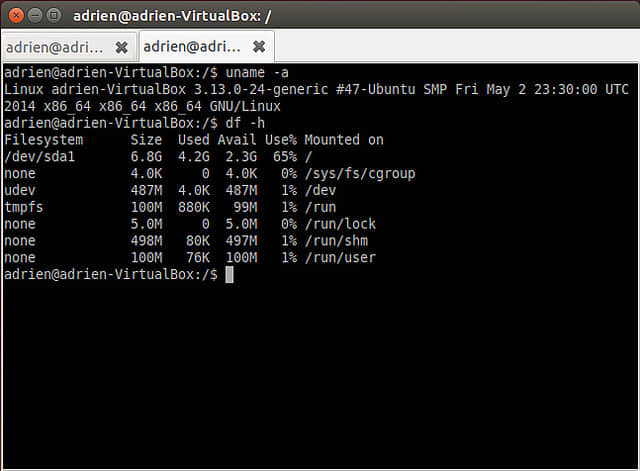 adrien@adrien-VirtualBox: /
adrien@adri... adrien@adri...
adrien@adrien-VirtualBox:/$ uname -a
Linux adrien-VirtualBox 3.13.0-24-generic #47-Ubuntu SMP Fri May 2 23:30:00 UTC
2014 x86_64 x86_64 x86_64 GNU/Linux
adrien@adrien-VirtualBox:/$ df -h
Filesystem      Size  Used Avail Use% Mounted on
/dev/sda1       6.8G  4.2G  2.3G  65% /
none            4.0K     0  4.0K   0% /sys/fs/cgroup
udev            487M  4.0K  487M   1% /dev
tmpfs           100M  880K   99M   1% /run
none            5.0M     0  5.0M   0% /run/lock
none            498M   80K  497M   1% /run/shm
none            100M   76K  100M   1% /run/user
adrien@adrien-VirtualBox:/$